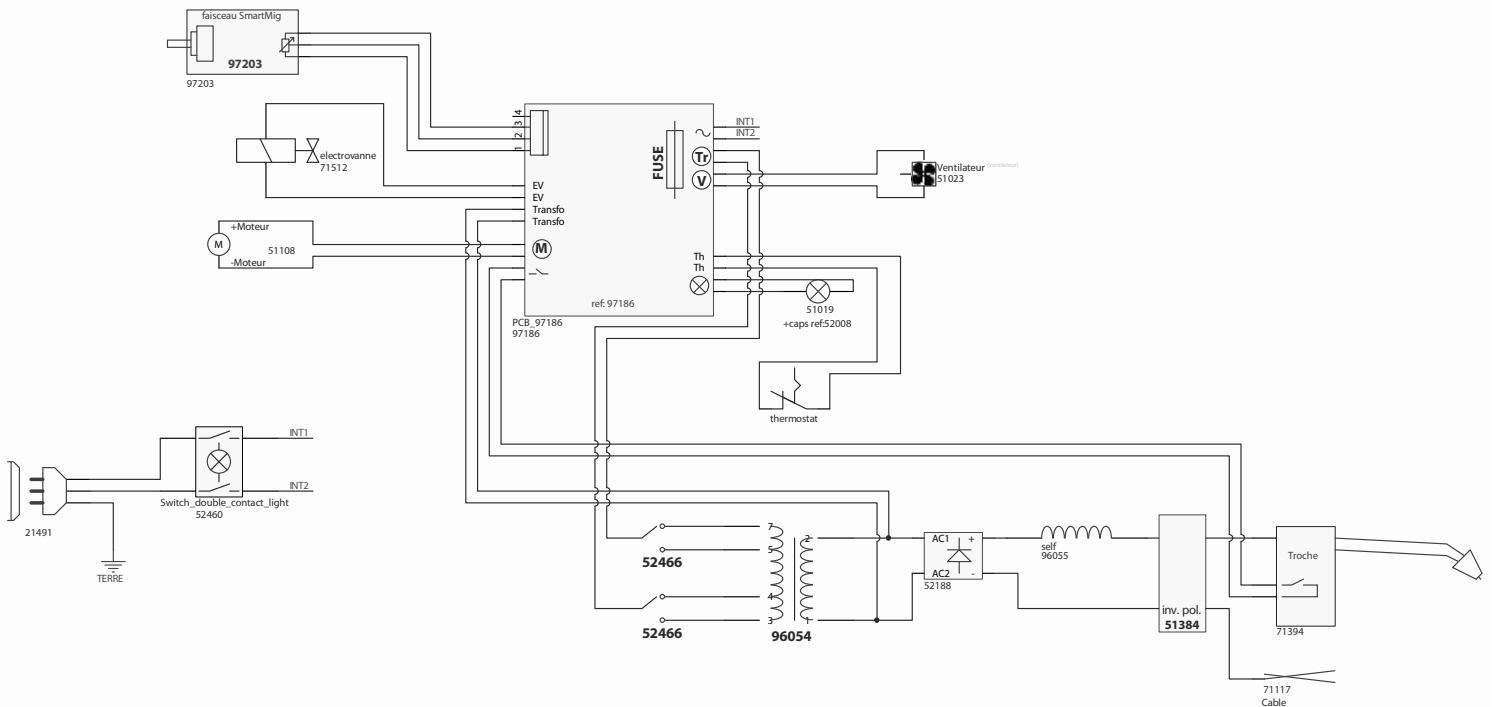 faisceau SmartMig
97203
97203
4
3
2
1
electrovanne
71512
EV
EV
Transfo
Transfo
+Moteur
M
51108
-Moteur
M
FUSE
INT1
INT2
Tr
V
Ventilateur (Ventilateur)
51023
Th
Th
ref: 97186
PCB_97186
97186
51019
+caps ref:52008
thermostat
INT1
INT2
Switch_double_contact_light
52460
21491
TERRE
52466
52466
7
5
4
3
2
1
96054
AC1 +
AC2 -
52188
self
96055
inv. pol.
51384
Troche
71394
71117
Cable